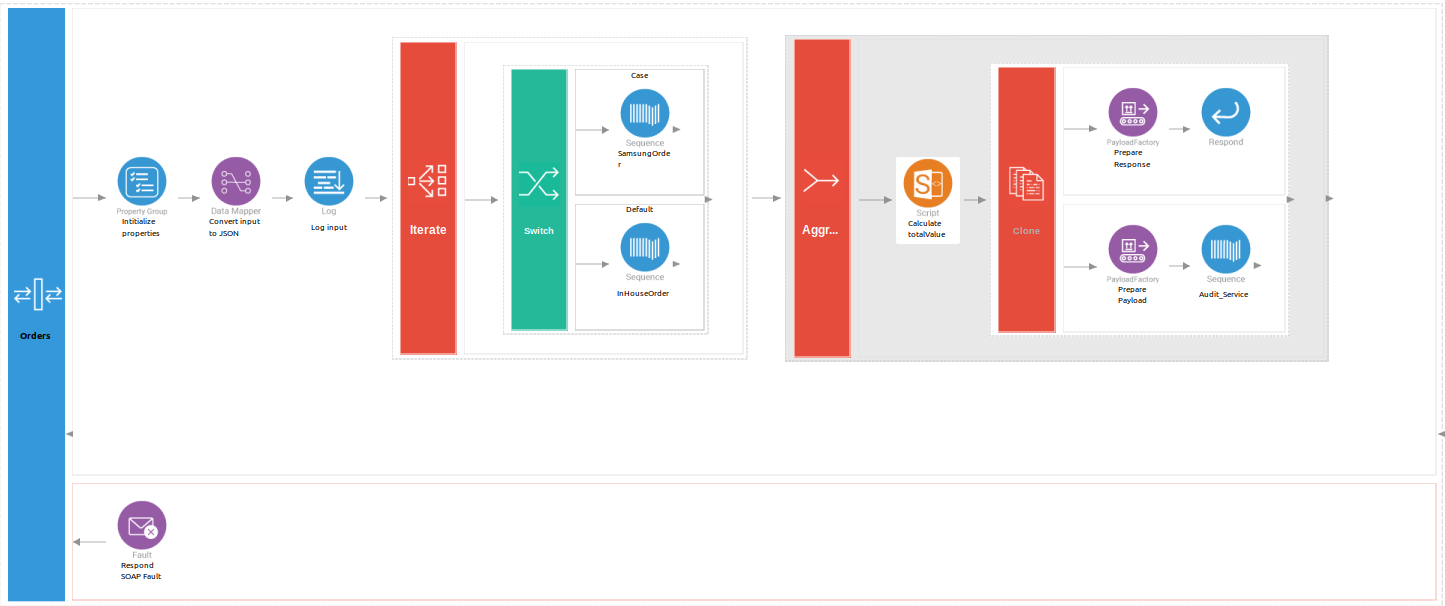 Orders
Property Group
Intitialize
properties
Data Mapper
Convert input
to JSON
Log
Log input
Iterate
Switch
Case
Sequence
SamsungOrde
r
Default
Sequence
InHouseOrder
Aggr...
Script
Calculate
totalValue
Clone
PayloadFactory
Prepare
Response
Respond
PayloadFactory
Prepare
Payload
Sequence
Audit_Service
Fault
Respond
SOAP Fault